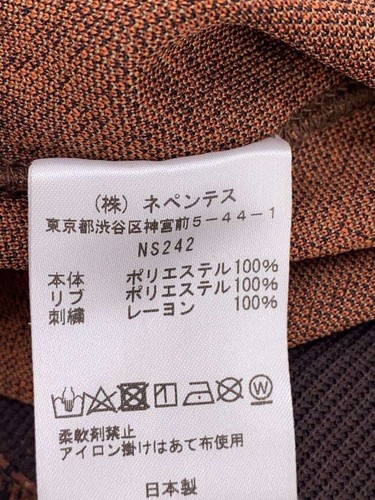 (株) ネペンテス
東京都渋谷区神宮前5-44-1
NS242
本体 ポリエステル100%
リブ ポリエステル100%
刺繍 レーヨン 100%
柔軟剤禁止
アイロン掛けはあて布使用
日本製